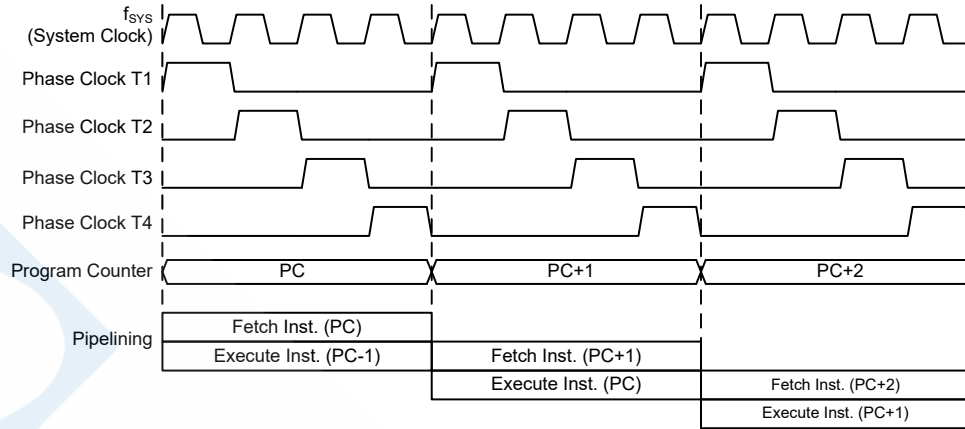 fSYS
(System Clock)
Phase Clock T1
Phase Clock T2
Phase Clock T3
Phase Clock T4
Program Counter PC PC+1 PC+2
Pipelining
Fetch Inst. (PC)
Execute Inst. (PC-1) Fetch Inst. (PC+1)
Execute Inst. (PC) Fetch Inst. (PC+2)
Execute Inst. (PC+1)